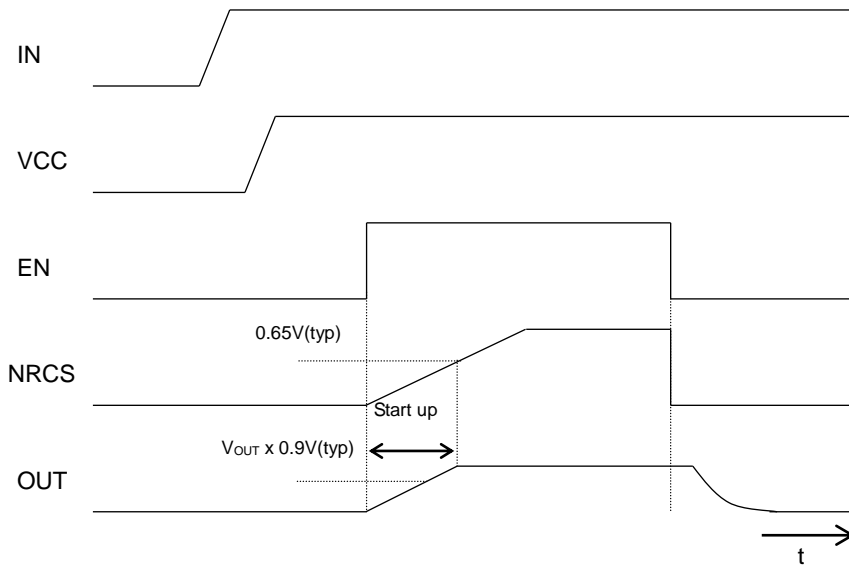 IN
VCC
EN
0.65V(typ)
NRCS
Start up
VOUT x 0.9V(typ)
OUT
t